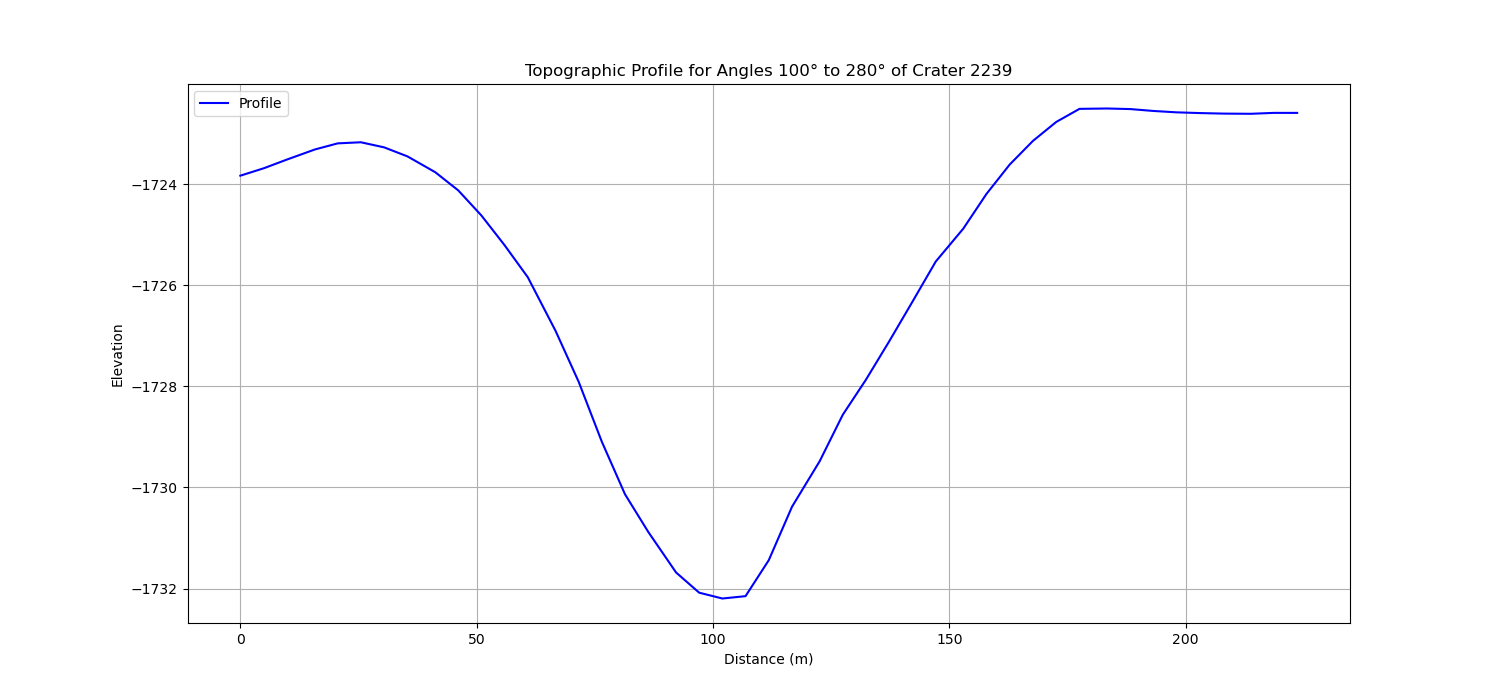 Topographic Profile for Angles 100° to 280° of Crater 2239
Profile
Elevation
−1724
−1726
−1728
−1730
−1732
0 50 100 150 200
Distance (m)